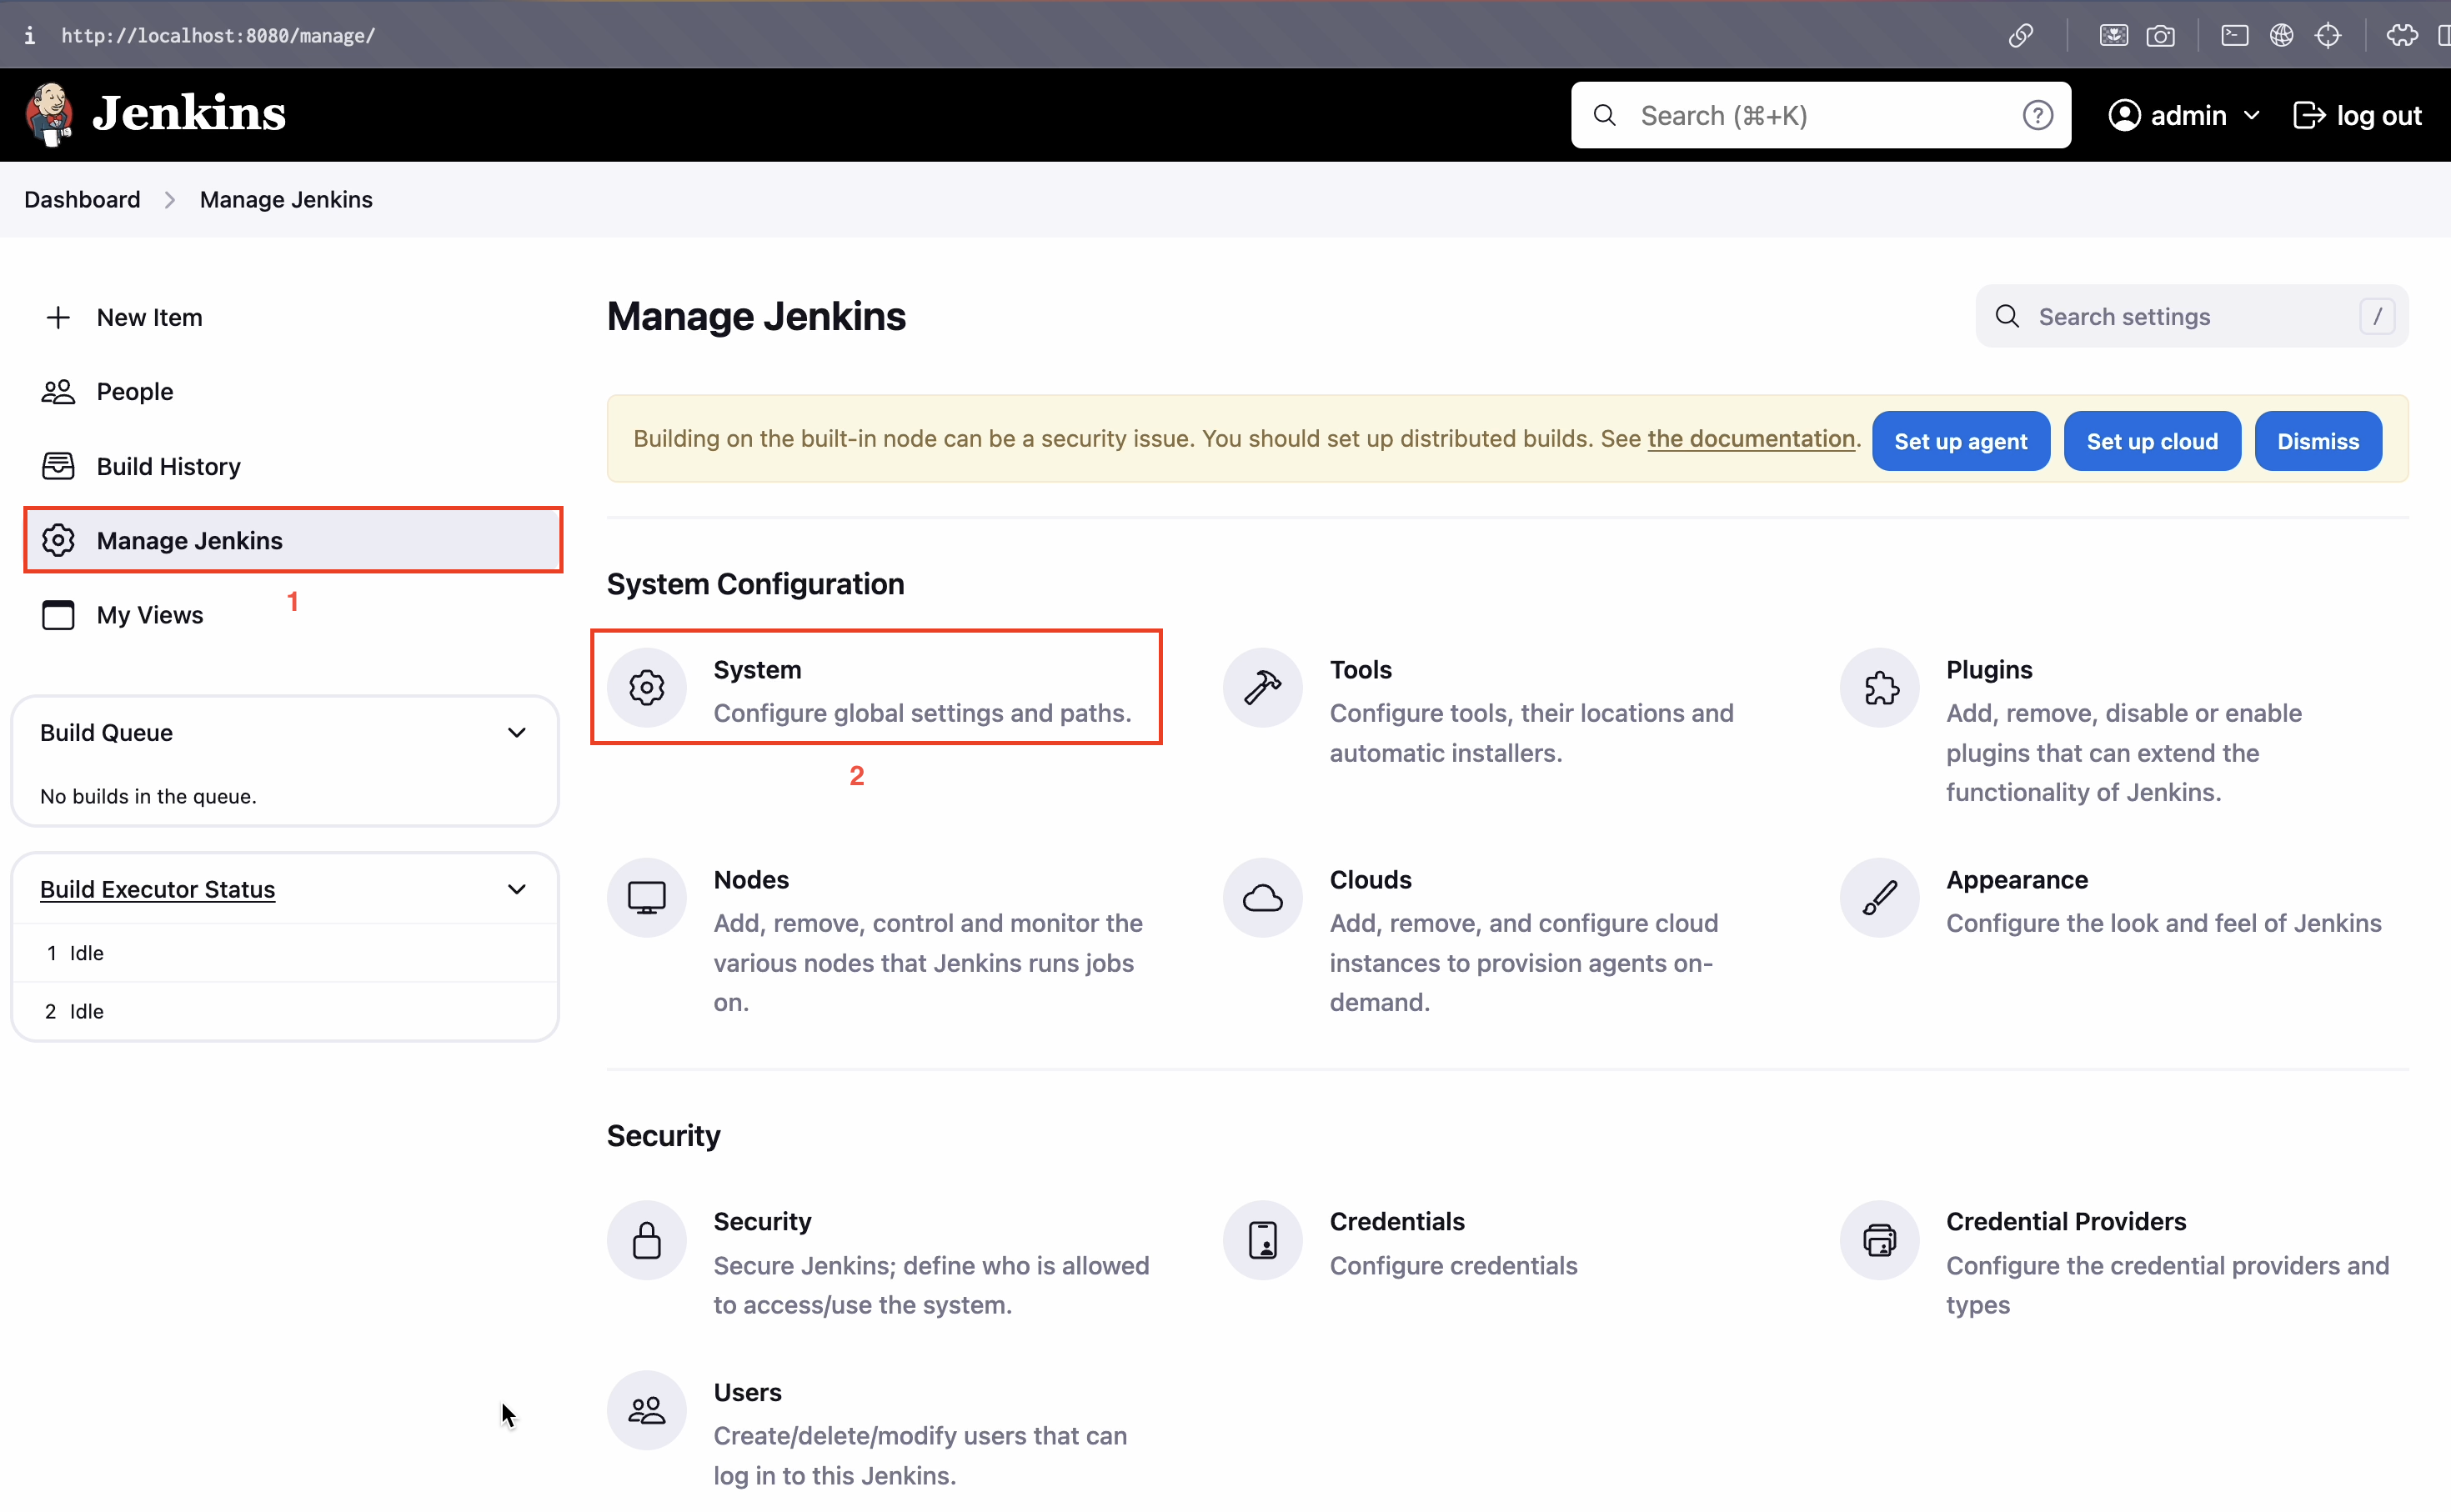 i http://localhost:8080/manage/
Jenkins
Search (⌘+K)
?
admin
log out
Dashboard
Manage Jenkins
New Item
People
Build History
Manage Jenkins
1
My Views
Build Queue
No builds in the queue.
Build Executor Status
1 Idle
2 Idle
Manage Jenkins
Search settings
/
Building on the built-in node can be a security issue. You should set up distributed builds. See the documentation.
Set up agent
Set up cloud
Dismiss
System Configuration
System
Configure global settings and paths.
2
Tools
Configure tools, their locations and
automatic installers.
Plugins
Add, remove, disable or enable
plugins that can extend the
functionality of Jenkins.
Nodes
Add, remove, control and monitor the
various nodes that Jenkins runs jobs
on.
Clouds
Add, remove, and configure cloud
instances to provision agents on-
demand.
Appearance
Configure the look and feel of Jenkins
Security
Security
Secure Jenkins; define who is allowed
to access/use the system.
Credentials
Configure credentials
Credential Providers
Configure the credential providers and
types
Users
Create/delete/modify users that can
log in to this Jenkins.